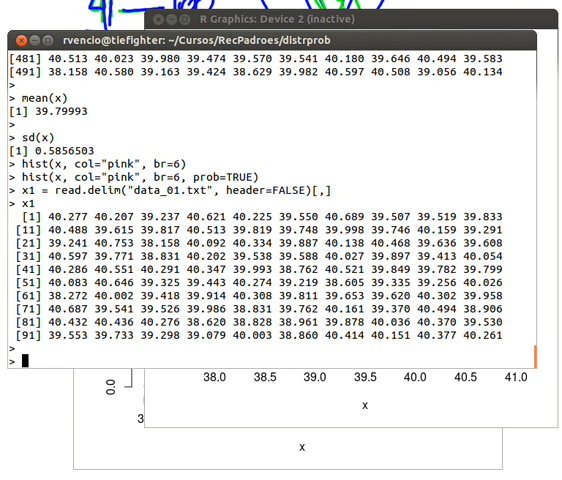 R Graphics: Device 2 (inactive)
rvencio@tiefighter: ~/Cursos/RecPadroes/distrprob
[481] 40.513 40.023 39.980 39.474 39.570 39.541 40.180 39.646 40.494 39.583
[491] 38.158 40.580 39.163 39.424 38.629 39.982 40.597 40.508 39.056 40.134
>
> mean(x)
[1] 39.79993
>
> sd(x)
[1] 0.5856503
> hist(x, col="pink", br=6)
> hist(x, col="pink", br=6, prob=TRUE)
> x1 = read.delim("data_01.txt", header=FALSE)[,]
> x1
[1] 40.277 40.207 39.237 40.621 40.225 39.550 40.689 39.507 39.519 39.833
[11] 40.488 39.615 39.817 40.513 39.819 39.748 39.998 39.746 40.159 39.291
[21] 39.241 40.753 38.158 40.092 40.334 39.887 40.138 40.468 39.636 39.608
[31] 40.597 40.771 38.831 40.202 39.538 39.588 40.027 39.897 39.413 40.054
[41] 40.286 40.551 40.291 40.347 39.993 38.762 40.521 39.849 39.782 39.799
[51] 40.083 40.646 39.325 39.443 40.274 39.219 38.605 39.335 39.256 40.026
[61] 38.272 40.002 39.418 39.914 40.308 39.811 39.653 39.620 40.302 39.958
[71] 40.687 39.541 39.526 39.986 38.831 39.762 40.161 39.370 40.494 38.906
[81] 40.432 40.436 40.276 38.620 38.828 38.961 39.878 40.036 40.370 39.530
[91] 39.553 39.733 39.298 39.079 40.003 38.860 40.414 40.151 40.377 40.261
>
>
38.0 38.5 39.0 39.5 40.0 40.5 41.0
0.0
x
x